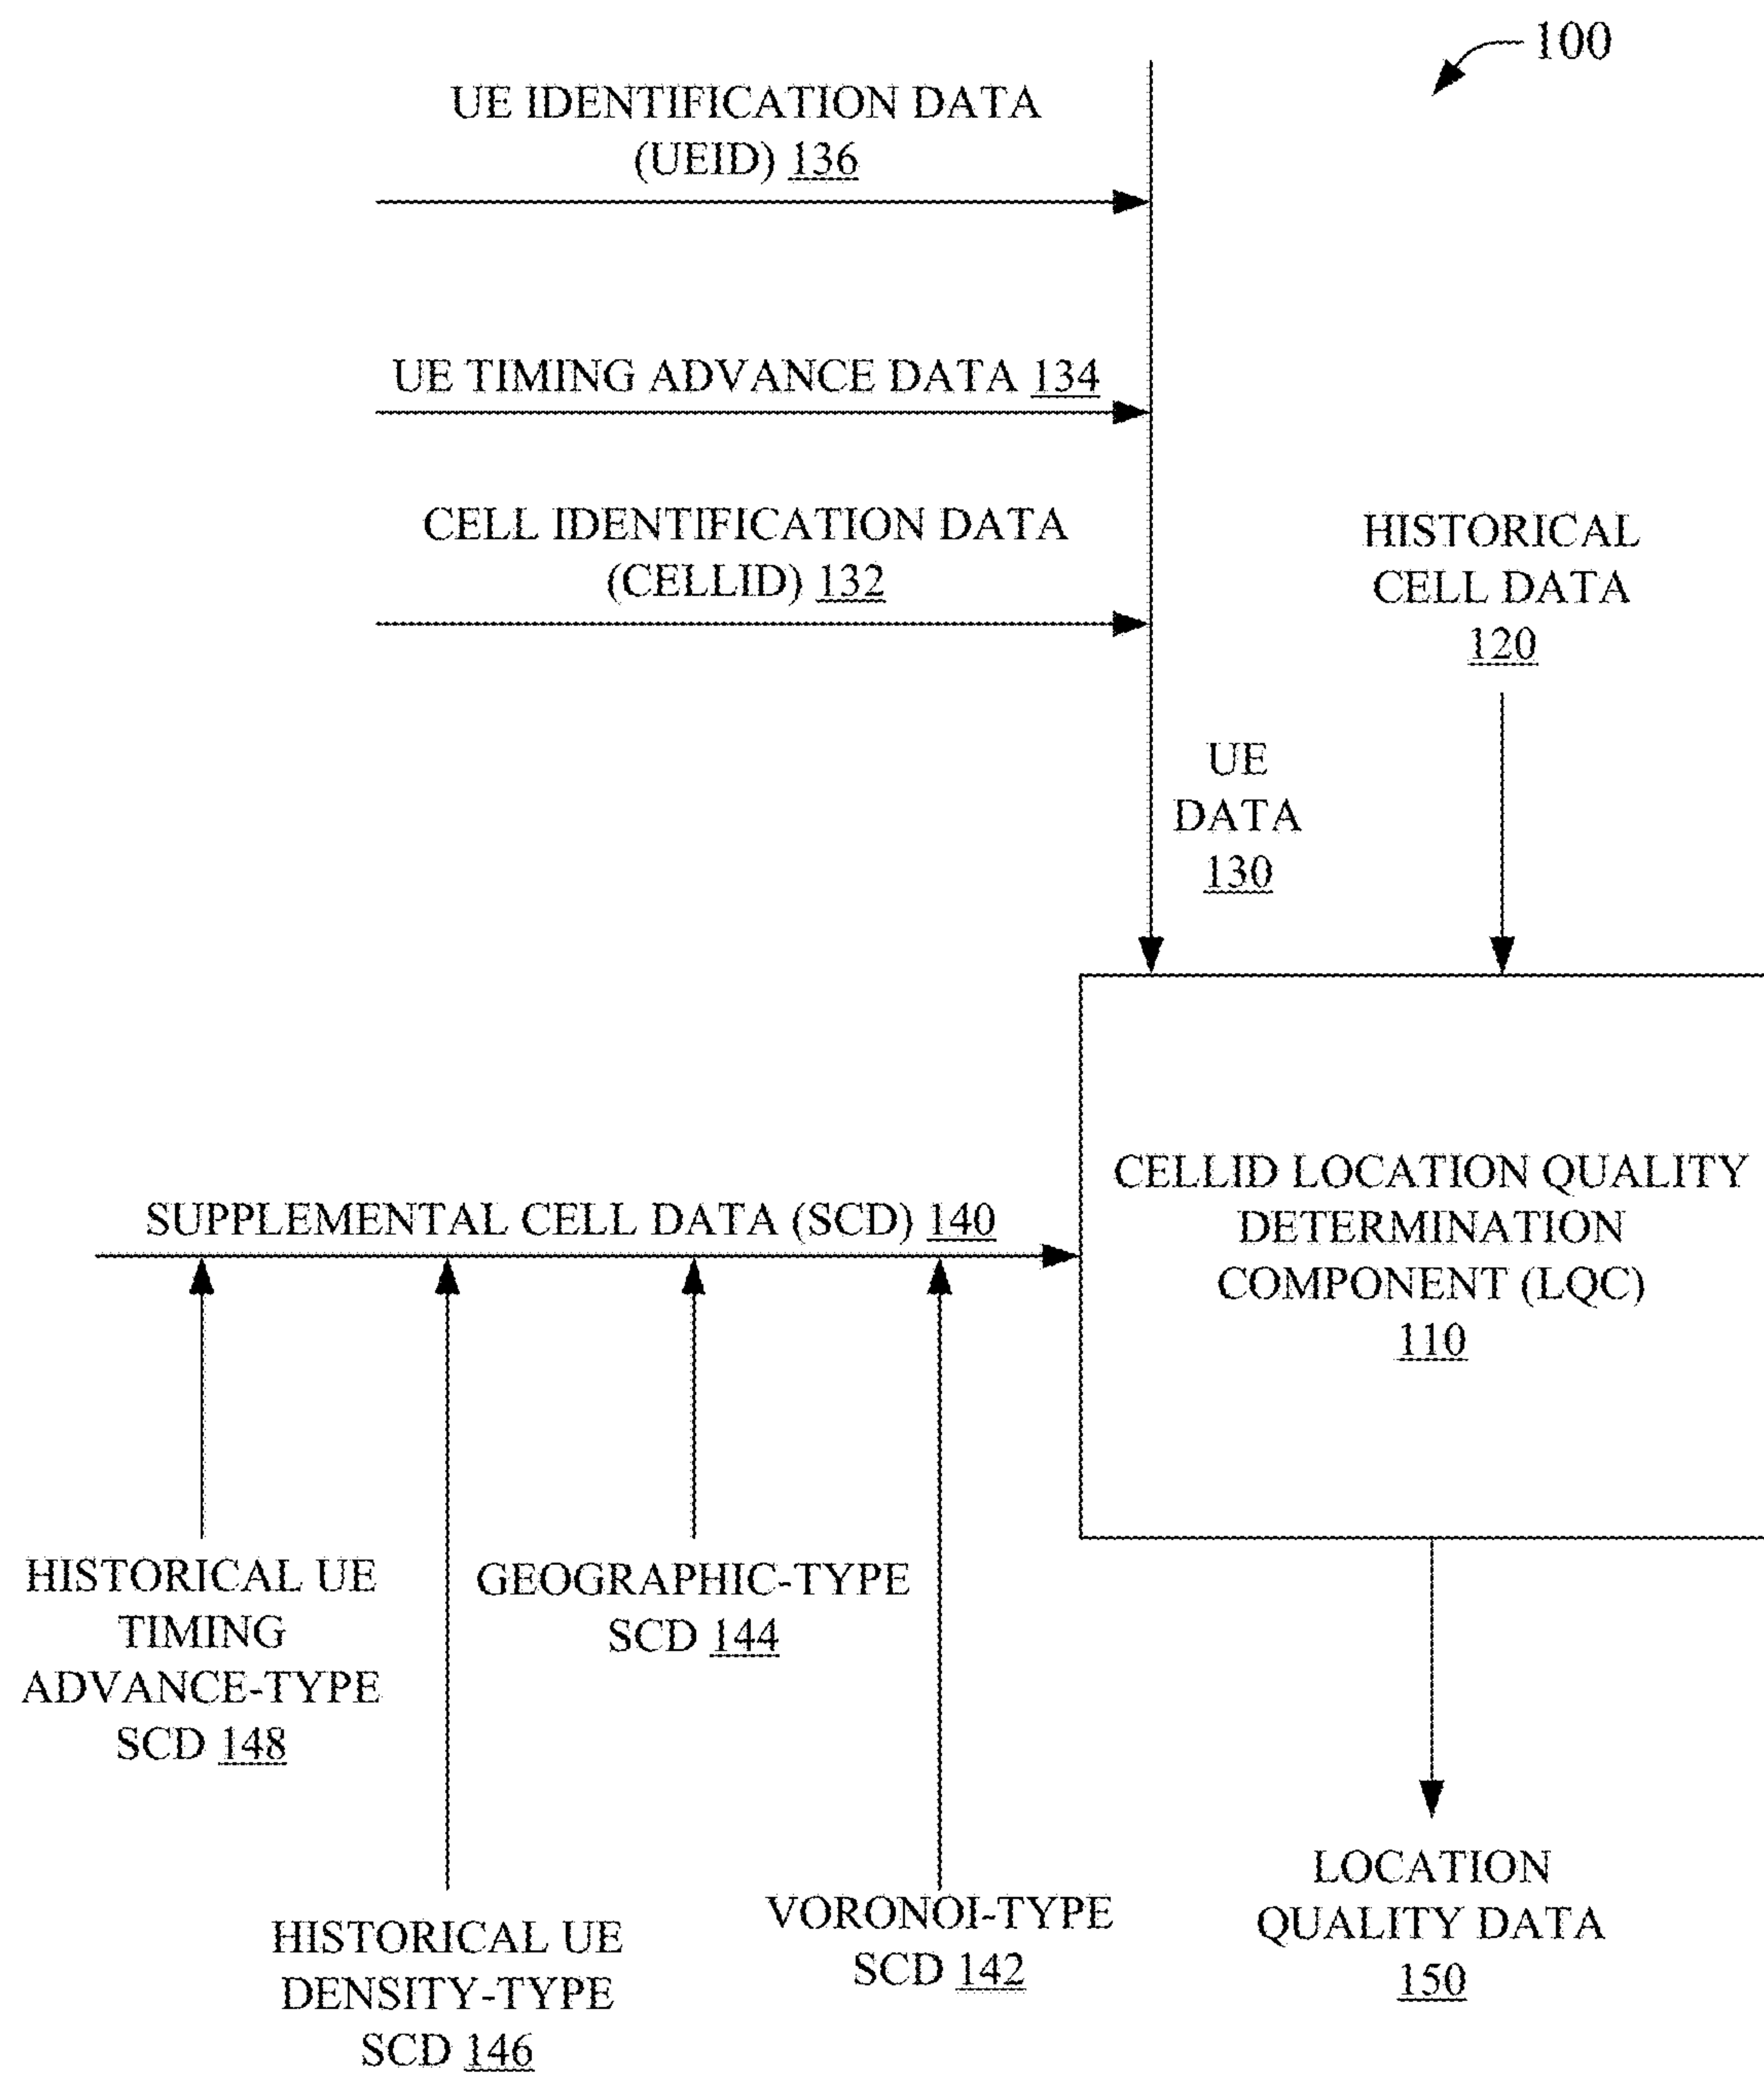 100
UE IDENTIFICATION DATA
(UEID) 136
UE TIMING ADVANCE DATA 134
CELL IDENTIFICATION DATA
(CELLID) 132
HISTORICAL
CELL DATA
120
UE
DATA
130
SUPPLEMENTAL CELL DATA (SCD) 140
CELLID LOCATION QUALITY
DETERMINATION
COMPONENT (LQC)
110
HISTORICAL UE
TIMING
ADVANCE-TYPE
SCD 148
GEOGRAPHIC-TYPE
SCD 144
HISTORICAL UE
DENSITY-TYPE
SCD 146
VORONOI-TYPE
SCD 142
LOCATION
QUALITY DATA
150